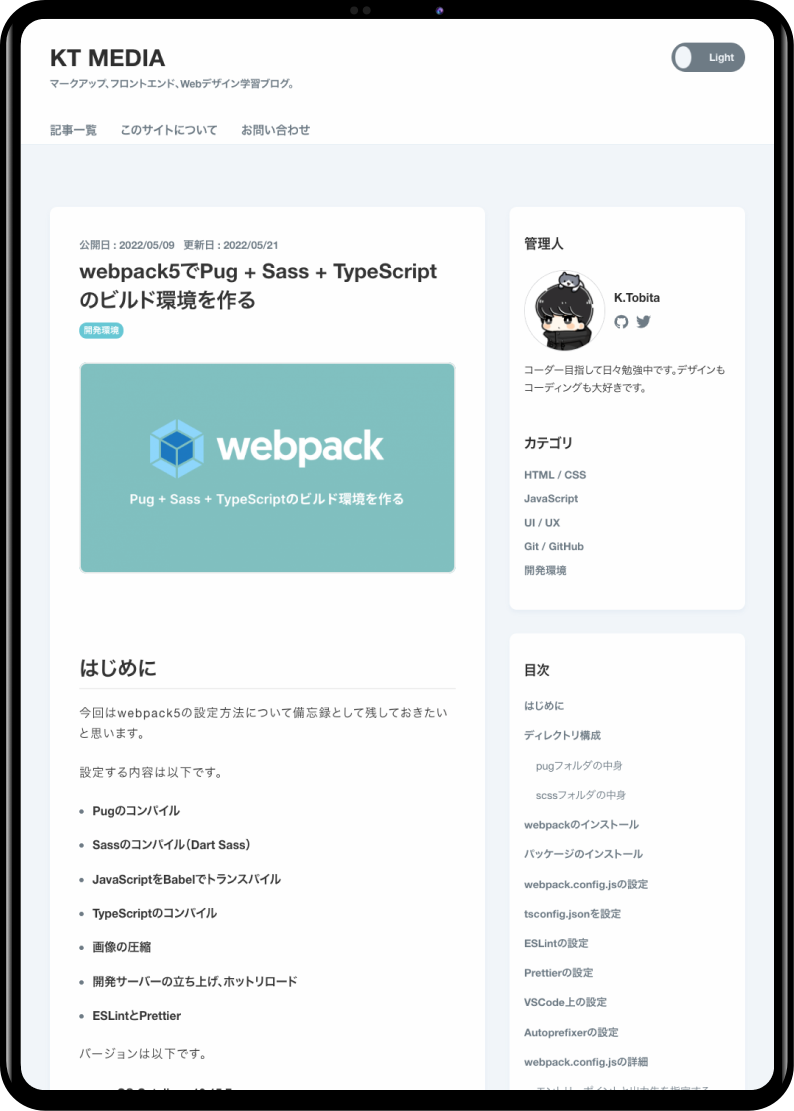 KT MEDIA
マークアップ、フロントエンド、Webデザイン学習ブログ。
Light
記事一覧 このサイトについて お問い合わせ
公開日 : 2022/05/09 更新日 : 2022/05/21
webpack5でPug + Sass + TypeScript
のビルド環境を作る
開発環境
webpack
Pug + Sass + TypeScriptのビルド環境を作る
はじめに
今回はwebpack5の設定方法について備忘録として残しておきたい
と思います。
設定する内容は以下です。
Pugのコンパイル
Sassのコンパイル（Dart Sass）
JavaScriptをBabelでトランスパイル
TypeScriptのコンパイル
画像の圧縮
開発サーバーの立ち上げ、ホットリロード
ESLintとPrettier
バージョンは以下です。
管理人
K.Tobita
コーダー目指して日々勉強中です。デザインも
コーディングも大好きです。
カテゴリ
HTML / CSS
JavaScript
UI / UX
Git / GitHub
開発環境
目次
はじめに
ディレクトリ構成
pugフォルダの中身
scssフォルダの中身
webpackのインストール
パッケージのインストール
webpack.config.jsの設定
tsconfig.jsonを設定
ESLintの設定
Prettierの設定
VSCode上の設定
Autoprefixerの設定
webpack.config.jsの詳細